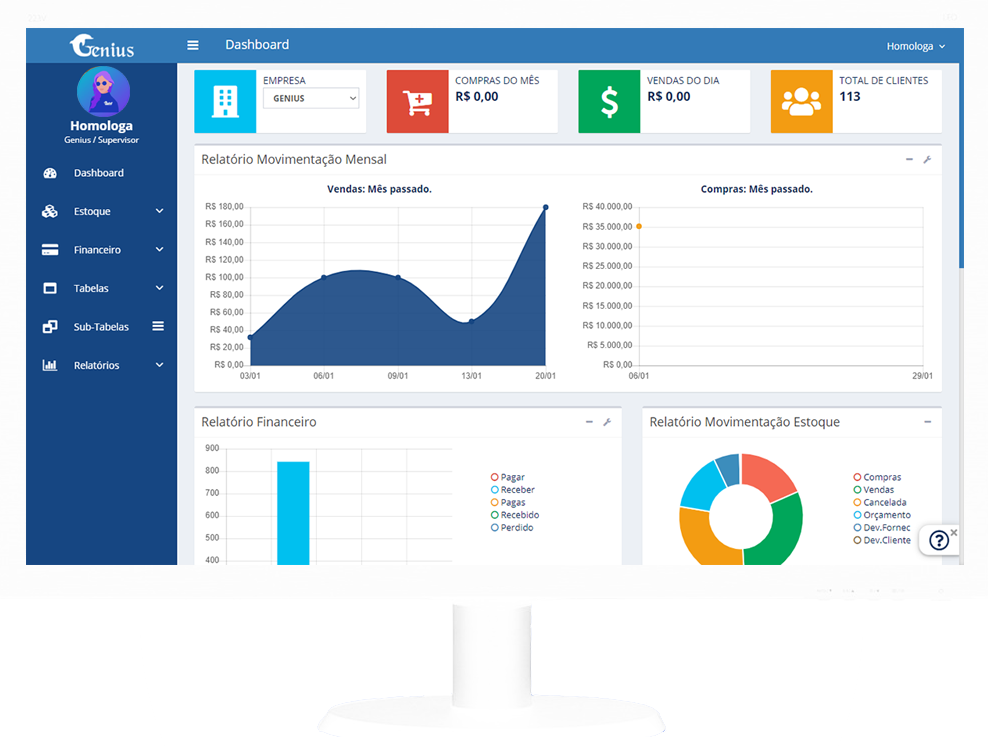 Genius
Dashboard
Homologa
Homologa
Genius / Supervisor
Dashboard
Estoque
Financeiro
Tabelas
Sub-Tabelas
Relatórios
EMPRESA
GENIUS
COMPRAS DO MÊS
R$ 0,00
VENDAS DO DIA
R$ 0,00
TOTAL DE CLIENTES
113
Relatório Movimentação Mensal
Vendas: Mês passado.
R$ 180,00
R$ 160,00
R$ 140,00
R$ 120,00
R$ 100,00
R$ 80,00
R$ 60,00
R$ 40,00
R$ 20,00
R$ 0,00
03/01 06/01 09/01 13/01 20/01
Compras: Mês passado.
R$ 40.000,00
R$ 35.000,00
R$ 30.000,00
R$ 25.000,00
R$ 20.000,00
R$ 15.000,00
R$ 10.000,00
R$ 5.000,00
R$ 0,00
06/01 29/01
Relatório Financeiro
900
800
700
600
500
400
Pagar
Receber
Pagas
Recebido
Perdido
Relatório Movimentação Estoque
Compras
Vendas
Cancelada
Orçamento
Dev.Fornec
Dev.Cliente
?
x